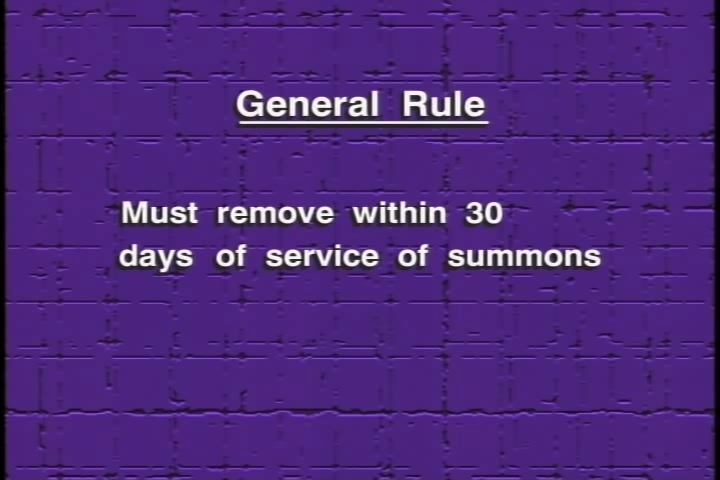 General Rule
Must remove within 30
days of service of summons